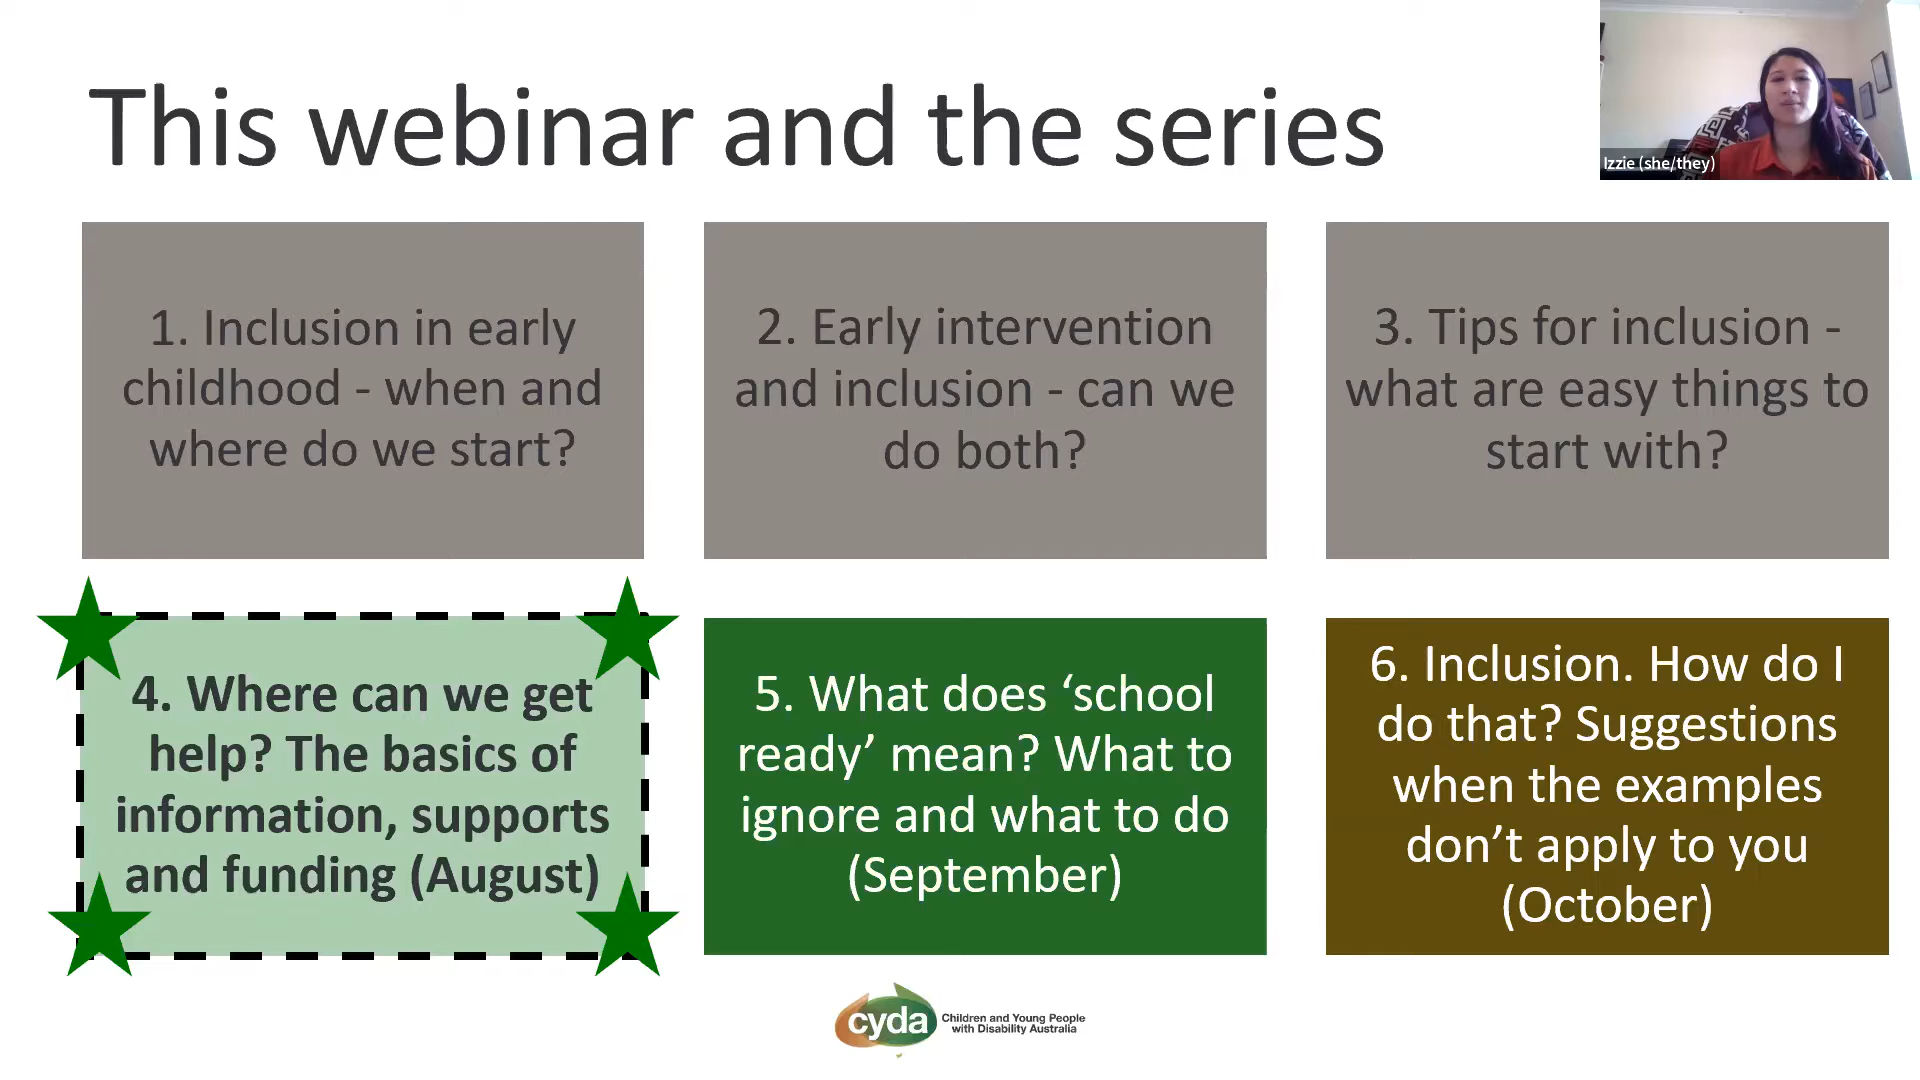 This webinar and the series
Izzie (she/they)
1. Inclusion in early
childhood - when and
where do we start?
2. Early intervention
and inclusion - can we
do both?
3. Tips for inclusion -
what are easy things to
start with?
4. Where can we get
help? The basics of
information, supports
and funding (August)
5. What does ‘school
ready’ mean? What to
ignore and what to do
(September)
6. Inclusion. How do I
do that? Suggestions
when the examples
don’t apply to you
(October)
cyda
Children and Young People
with Disability Australia